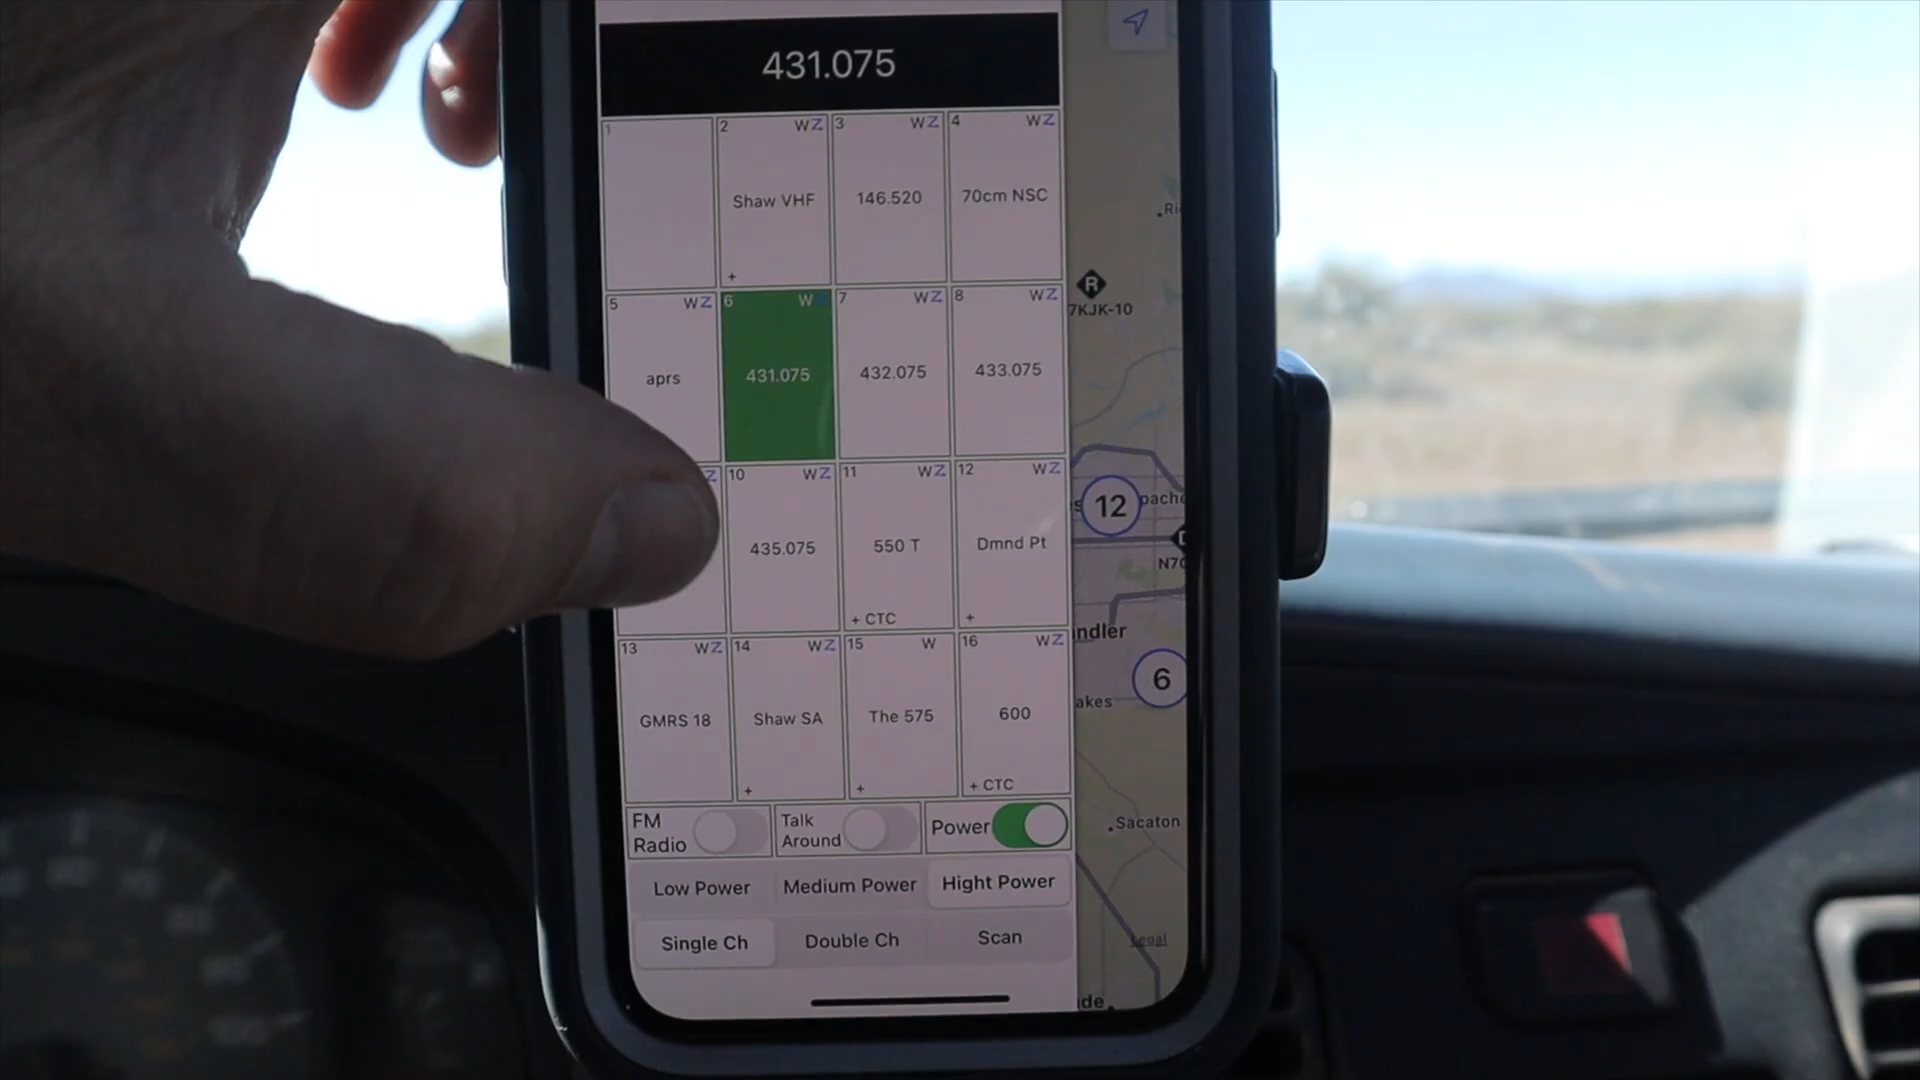 431.075
1
2 WZ
Shaw VHF
+
3 WZ
146.520
4 WZ
70cm NSC
5 WZ
aprs
6 W
431.075
7 WZ
432.075
8 WZ
433.075
Z
10 WZ
435.075
11 WZ
550 T
+ CTC
12 WZ
Dmnd Pt
+
13 WZ
GMRS 18
14 WZ
Shaw SA
+
15 W
The 575
+
16 WZ
600
+ CTC
FM
Radio
Talk
Around
Power
Low Power
Medium Power
Hight Power
Single Ch
Double Ch
Scan
Ri
R
7KJK-10
s
12
pache
N70
ndler
6
akes
Sacaton
Legal
ide